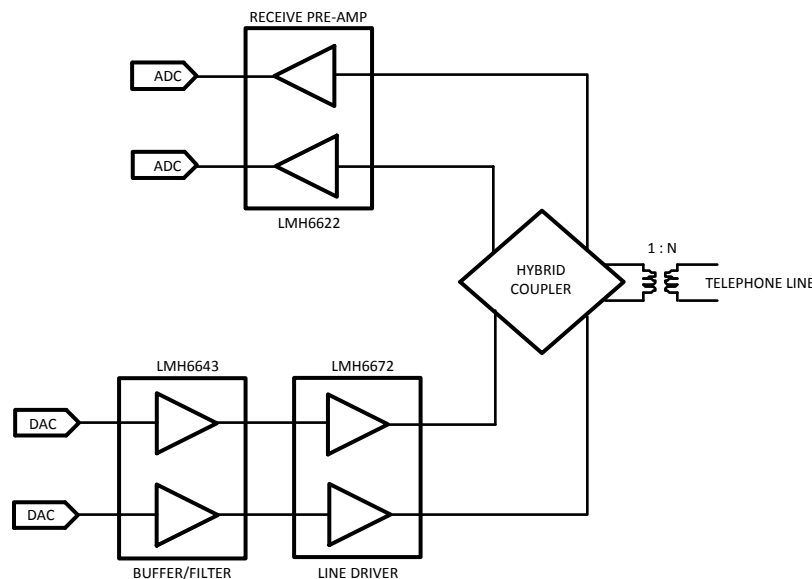 RECEIVE PRE-AMP
ADC
ADC
LMH6622
1 : N
HYBRID
COUPLER
TELEPHONE LINE
LMH6643
LMH6672
DAC
DAC
BUFFER/FILTER
LINE DRIVER